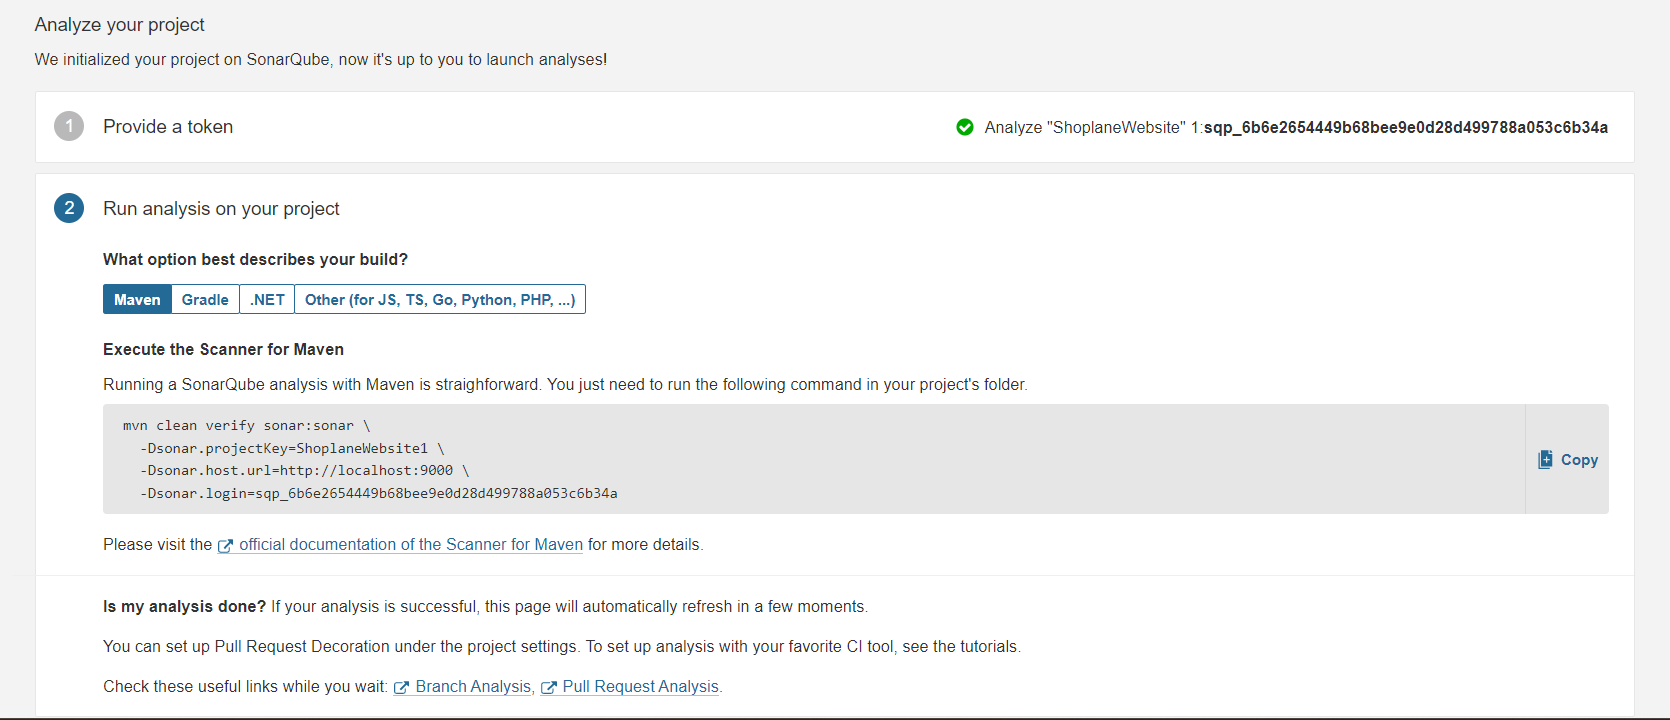 Analyze your project
We initialized your project on SonarQube, now it's up to you to launch analyses!
1 Provide a token Analyze "ShoplaneWebsite" 1:sqp_6b6e2654449b68bee9e0d28d499788a053c6b34a
2 Run analysis on your project
What option best describes your build?
Maven Gradle .NET Other (for JS, TS, Go, Python, PHP, ...)
Execute the Scanner for Maven
Running a SonarQube analysis with Maven is straighforward. You just need to run the following command in your project's folder.
mvn clean verify sonar:sonar \
-Dsonar.projectKey=ShoplaneWebsite1 \
-Dsonar.host.url=http://localhost:9000 \
-Dsonar.login=sqp_6b6e2654449b68bee9e0d28d499788a053c6b34a
Copy
Please visit the official documentation of the Scanner for Maven for more details.
Is my analysis done? If your analysis is successful, this page will automatically refresh in a few moments.
You can set up Pull Request Decoration under the project settings. To set up analysis with your favorite CI tool, see the tutorials.
Check these useful links while you wait: Branch Analysis, Pull Request Analysis.